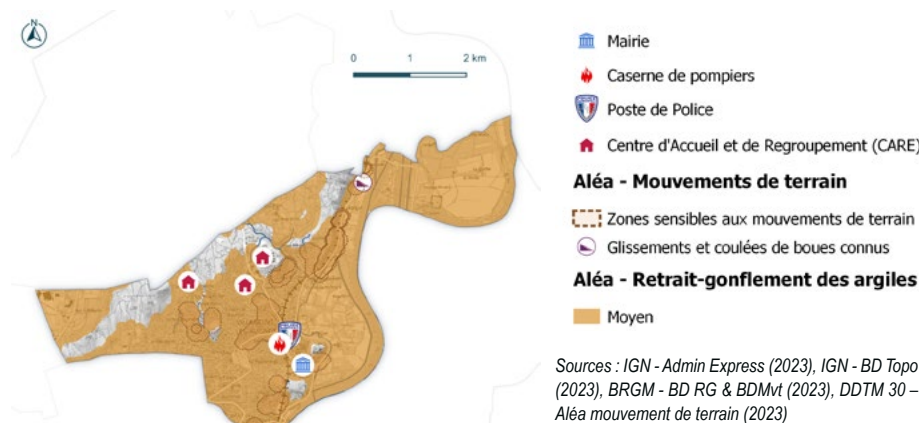 N
0 1 2 km
Mairie
Caserne de pompiers
Poste de Police
Centre d'Accueil et de Regroupement (CARE)
Aléa - Mouvements de terrain
Zones sensibles aux mouvements de terrain
Glissements et coulées de boues connus
Aléa - Retrait-gonflement des argiles
Moyen
Sources : IGN - Admin Express (2023), IGN - BD Topo
(2023), BRGM - BD RG & BDMvt (2023), DDTM 30 –
Aléa mouvement de terrain (2023)